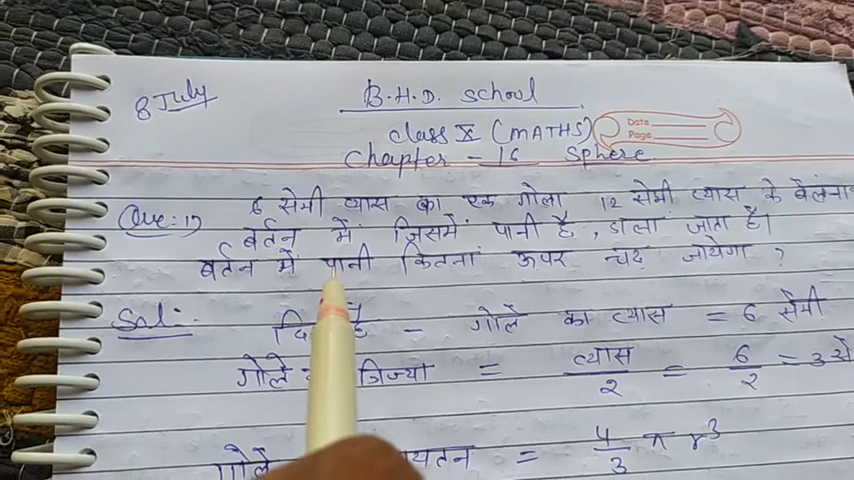 8 July
B.H.D. school
Class X (MATHS)
Date
Page
Chapter - 16 Sphere
Que:17 6 सेमी व्यास का एक गोला 12 सेमी व्यास के
बर्तन में जिसमें पानी है, डाला जाता है।
बर्तन में पानी कितना ऊपर चढ़ जायेगा ?
Sol:- - गोले का व्यास = 6 सेमी
गोले त्रिज्या = व्यास/2 = 6/2 = 3
गोले = 4/3 π r³